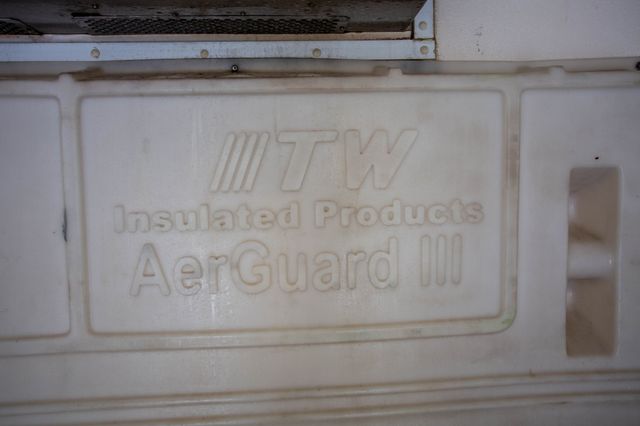 ITW
Insulated Products
AerGuard III